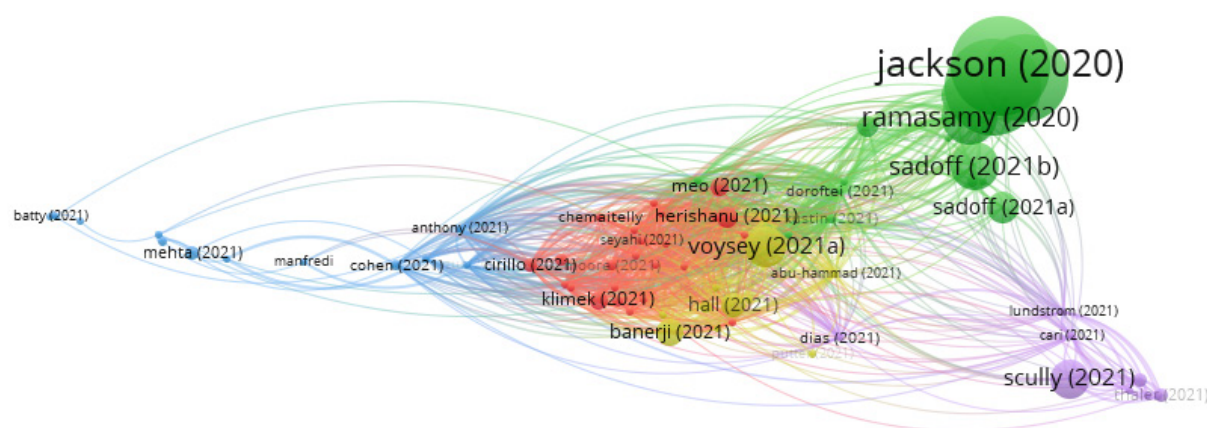 jackson (2020)
ramasamy (2020)
sadoff (2021b)
meo (2021)
doroftei (2021)
sadoff (2021a)
batty (2021)
chemaitelly
herishanu (2021)
anthony (2021)
seyahi (2021)
voysey (2021a)
mehta (2021)
manfredi
cohen (2021)
cirillo (2021)
abu-hammad (2021)
klimek (2021)
hall (2021)
lundstrom (2021)
banerji (2021)
dias (2021)
cari (2021)
scully (2021)
thaler (2021)